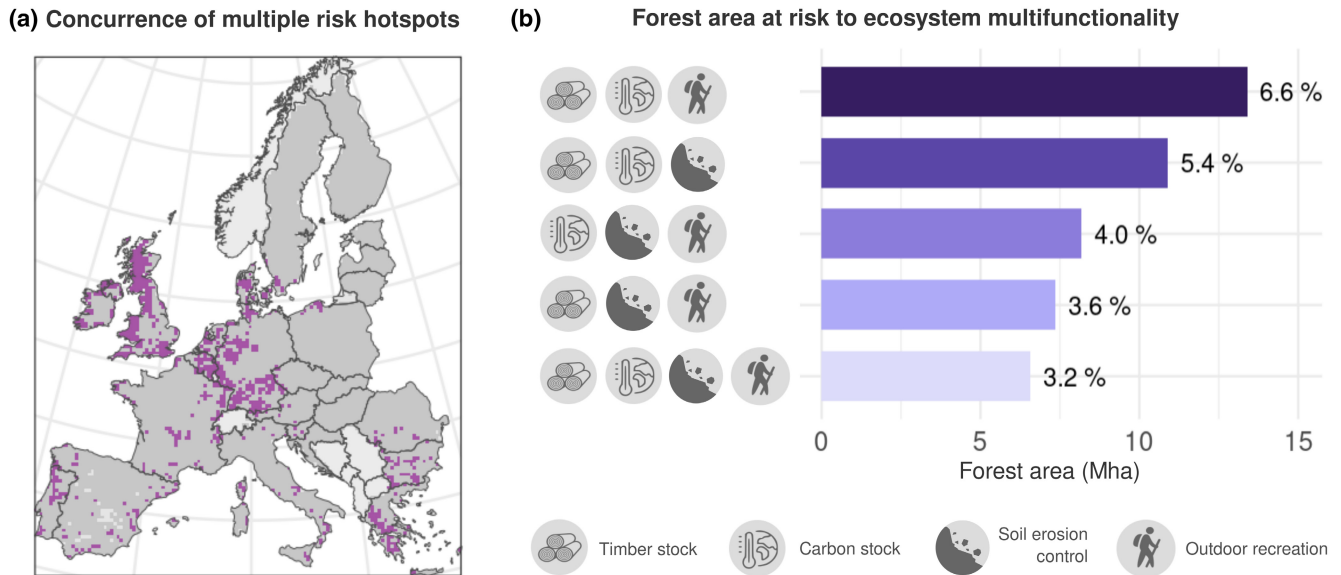 (a) Concurrence of multiple risk hotspots
(b) Forest area at risk to ecosystem multifunctionality
6.6 %
5.4 %
4.0 %
3.6 %
3.2 %
0 5 10 15
Forest area (Mha)
Timber stock
Carbon stock
Soil erosion
control
Outdoor recreation